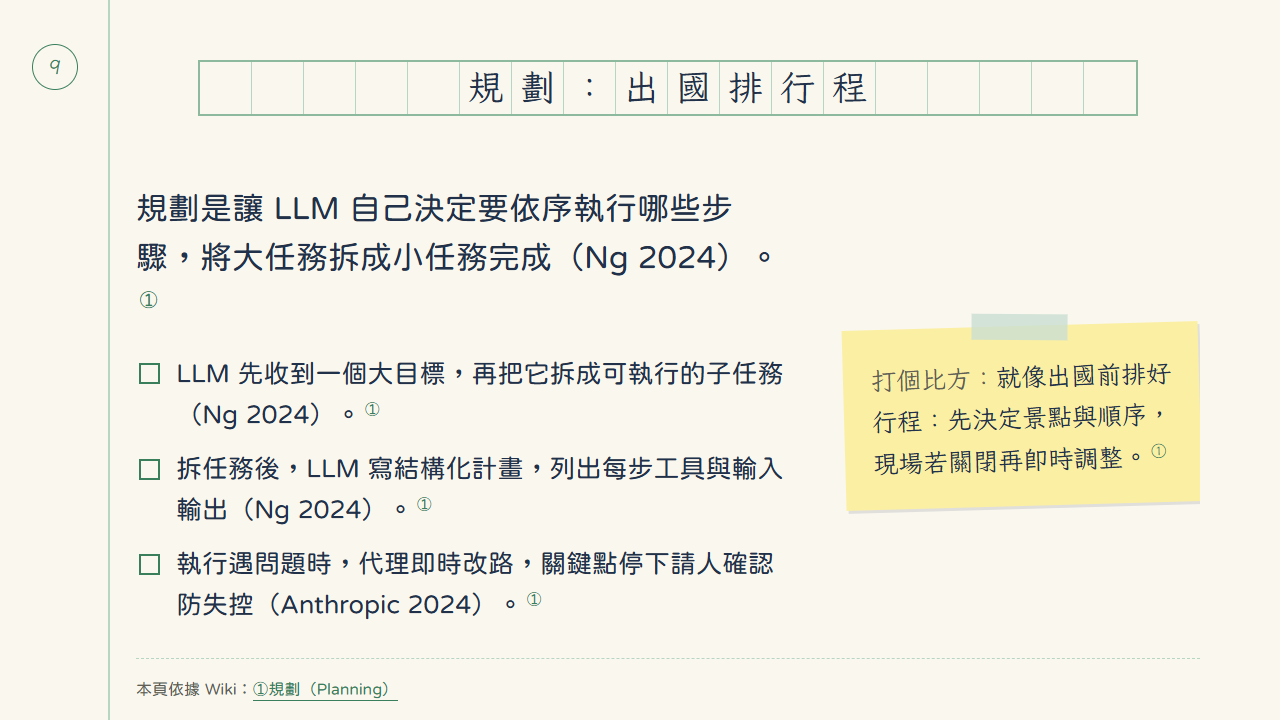 9
規劃：出國排行程
規劃是讓 LLM 自己決定要依序執行哪些步
驟，將大任務拆成小任務完成（Ng 2024）。
①
LLM 先收到一個大目標，再把它拆成可執行的子任務
（Ng 2024）。①
拆任務後，LLM 寫結構化計畫，列出每步工具與輸入
輸出（Ng 2024）。①
執行遇問題時，代理即時改路，關鍵點停下請人確認
防失控（Anthropic 2024）。①
打個比方：就像出國前排好
行程：先決定景點與順序，
現場若關閉再即時調整。①
本頁依據 Wiki：①規劃（Planning）